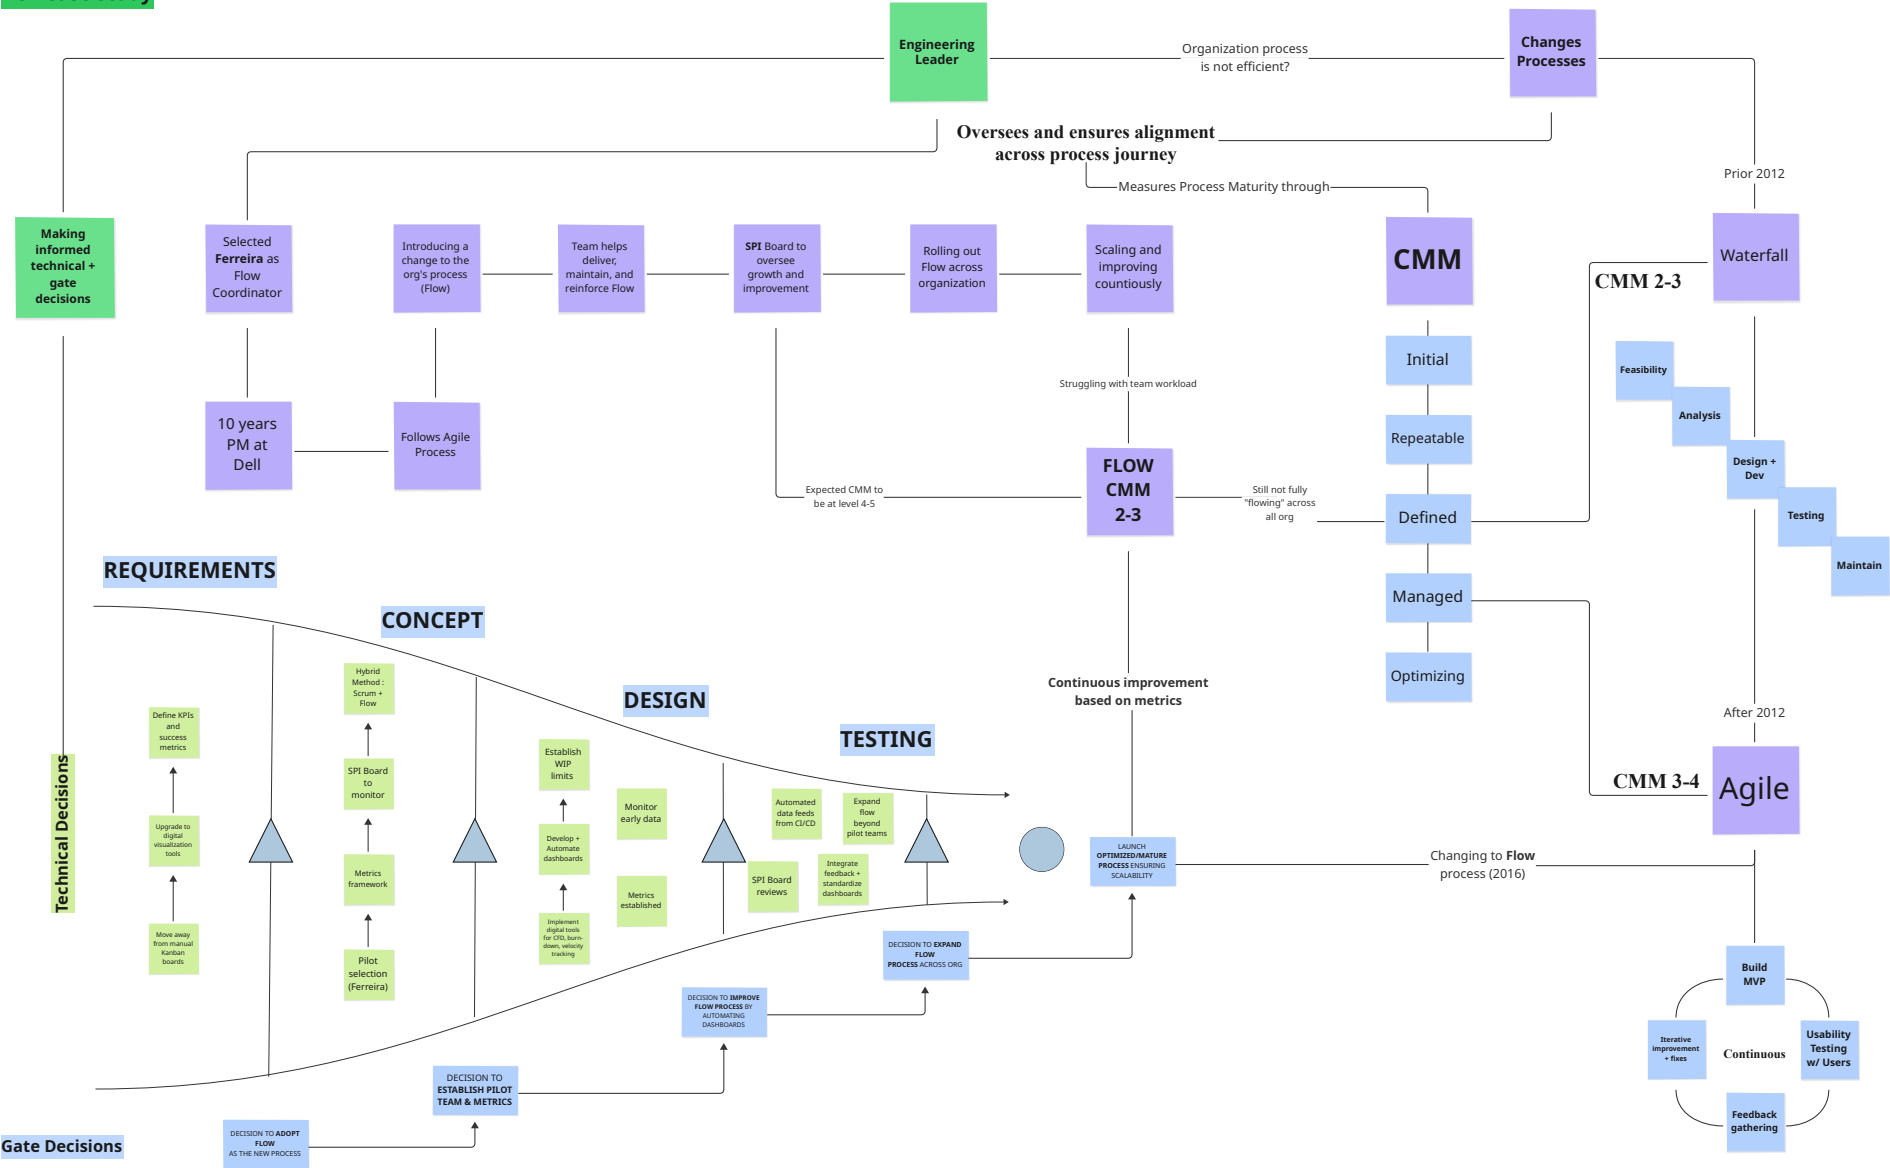 Engineering
Leader
Organization process
is not efficient?
Changes
Processes
Oversees and ensures alignment
across process journey
Measures Process Maturity through
Prior 2012
Making
informed
technical +
gate
decisions
Selected
Ferreira as
Flow
Coordinator
Introducing a
change to the
org's process
(Flow)
Team helps
deliver,
maintain, and
reinforce Flow
SPI Board to
oversee
growth and
improvement
Rolling out
Flow across
organization
Scaling and
improving
countiously
CMM
CMM 2-3
Waterfall
Initial
Repeatable
Defined
Managed
Optimizing
Feasibility
Analysis
Design +
Dev
Testing
Maintain
Struggling with team workload
10 years
PM at
Dell
Follows Agile
Process
Expected CMM to
be at level 4-5
FLOW
CMM
2-3
Still not fully
"flowing" across
all org
Continuous improvement
based on metrics
After 2012
CMM 3-4
Agile
REQUIREMENTS
CONCEPT
DESIGN
TESTING
Technical Decisions
Define KPIs
and
success
metrics
Upgrade to
digital
visualization
tools
Move away
from manual
Kanban
boards
Hybrid
Method :
Scrum +
Flow
SPI Board
to
monitor
Metrics
framework
Pilot
selection
(Ferreira)
Establish
WIP
limits
Develop +
Automate
dashboards
Implement
digital tools
for CFD, burn-
down, velocity
tracking
Monitor
early data
Metrics
established
Automated
data feeds
from CI/CD
Expand
flow
beyond
pilot teams
SPI Board
reviews
Integrate
feedback +
standardize
dashboards
LAUNCH
OPTIMIZED/MATURE
PROCESS ENSURING
SCALABILITY
Changing to Flow
process (2016)
DECISION TO EXPAND
FLOW
PROCESS ACROSS ORG
DECISION TO IMPROVE
FLOW PROCESS BY
AUTOMATING
DASHBOARDS
DECISION TO
ESTABLISH PILOT
TEAM & METRICS
DECISION TO ADOPT
FLOW
AS THE NEW PROCESS
Gate Decisions
Build
MVP
Usability
Testing
w/ Users
Feedback
gathering
Iterative
improvement
+ fixes
Continuous